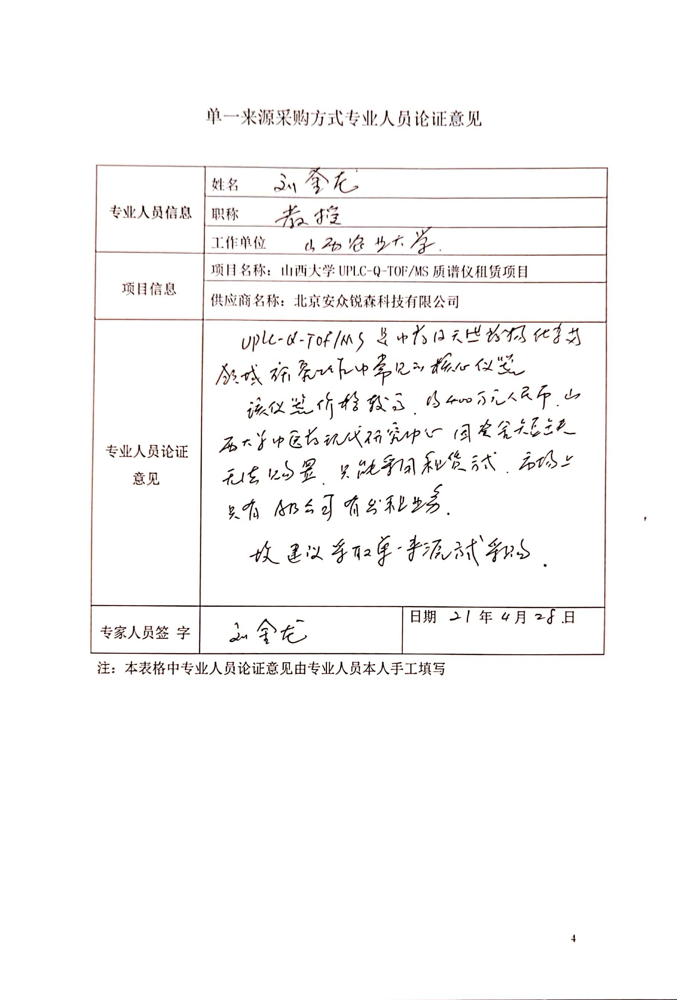 单一来源采购方式专业人员论证意见
专业人员信息
姓名 刘金龙
职称 教授
工作单位 山西农业大学.
项目信息
项目名称：山西大学 UPLC-Q-TOF/MS 质谱仪租赁项目
供应商名称：北京安众锐森科技有限公司
专业人员论证
意见
UPLC-Q-TOF/MS 是中药及天然药物化学等
领域 研究工作中常见的核心仪器
该仪器价格较高. 为400万元人民币. 山
西大学中医药现代研究中心 因资金短缺
无法购置. 只能采用租赁方式. 市场上
只有 公司有出租业务.
故建议采取单一来源方式采购.
专家人员签 字
刘金龙
日期 21 年 4 月 28 日
注：本表格中专业人员论证意见由专业人员本人手工填写
4